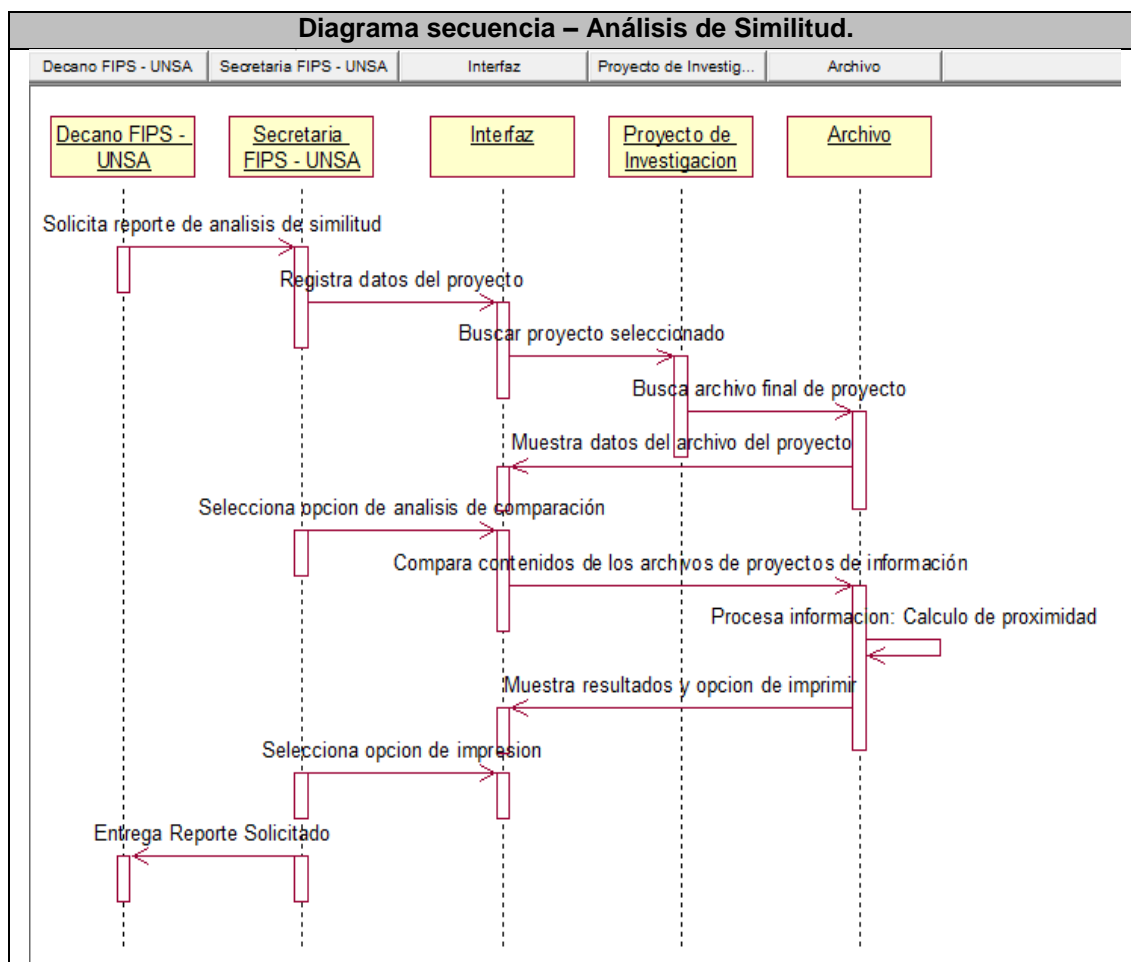 Diagrama secuencia – Análisis de Similitud.
Decano FIPS - UNSA
Secretaria FIPS - UNSA
Interfaz
Proyecto de Investig...
Archivo
Decano FIPS -
UNSA
Secretaria
FIPS - UNSA
Interfaz
Proyecto de
Investigacion
Archivo
Solicita reporte de analisis de similitud
Registra datos del proyecto
Buscar proyecto seleccionado
Busca archivo final de proyecto
Muestra datos del archivo del proyecto
Selecciona opcion de analisis de comparación
Compara contenidos de los archivos de proyectos de información
Procesa informacion: Calculo de proximidad
Muestra resultados y opcion de imprimir
Selecciona opcion de impresion
Entrega Reporte Solicitado